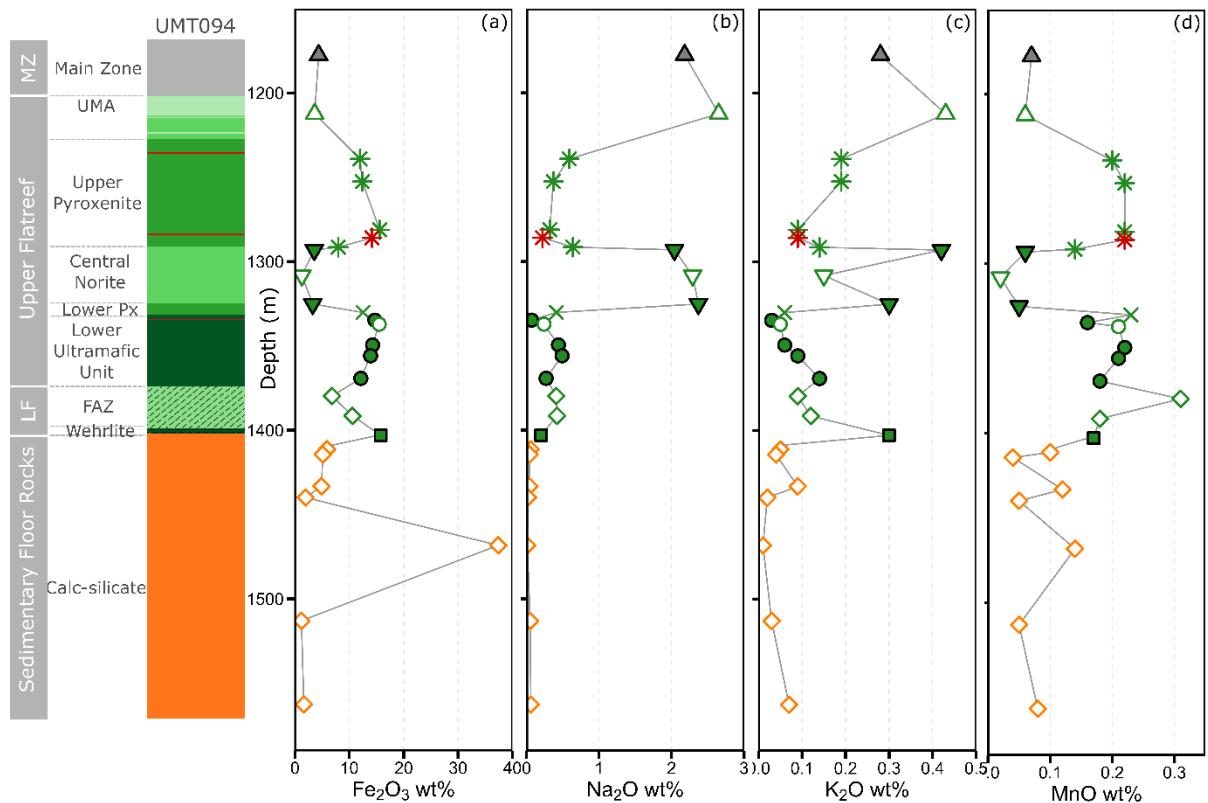 UMT094
(a)
(b)
(c)
(d)
MZ
Main Zone
UMA
Upper Flatreef
Upper
Pyroxenite
Central
Norite
Lower Px
Lower
Ultramafic
Unit
LF
FAZ
Wehrlite
Sedimentary Floor Rocks
Calc-silicate
Depth (m)
1200
1300
1400
1500
0 10 20 30 40
0 1 2 3
0.0 0.1 0.2 0.3 0.4 0.5
0.0 0.1 0.2 0.3
Fe₂O₃ wt%
Na₂O wt%
K₂O wt%
MnO wt%